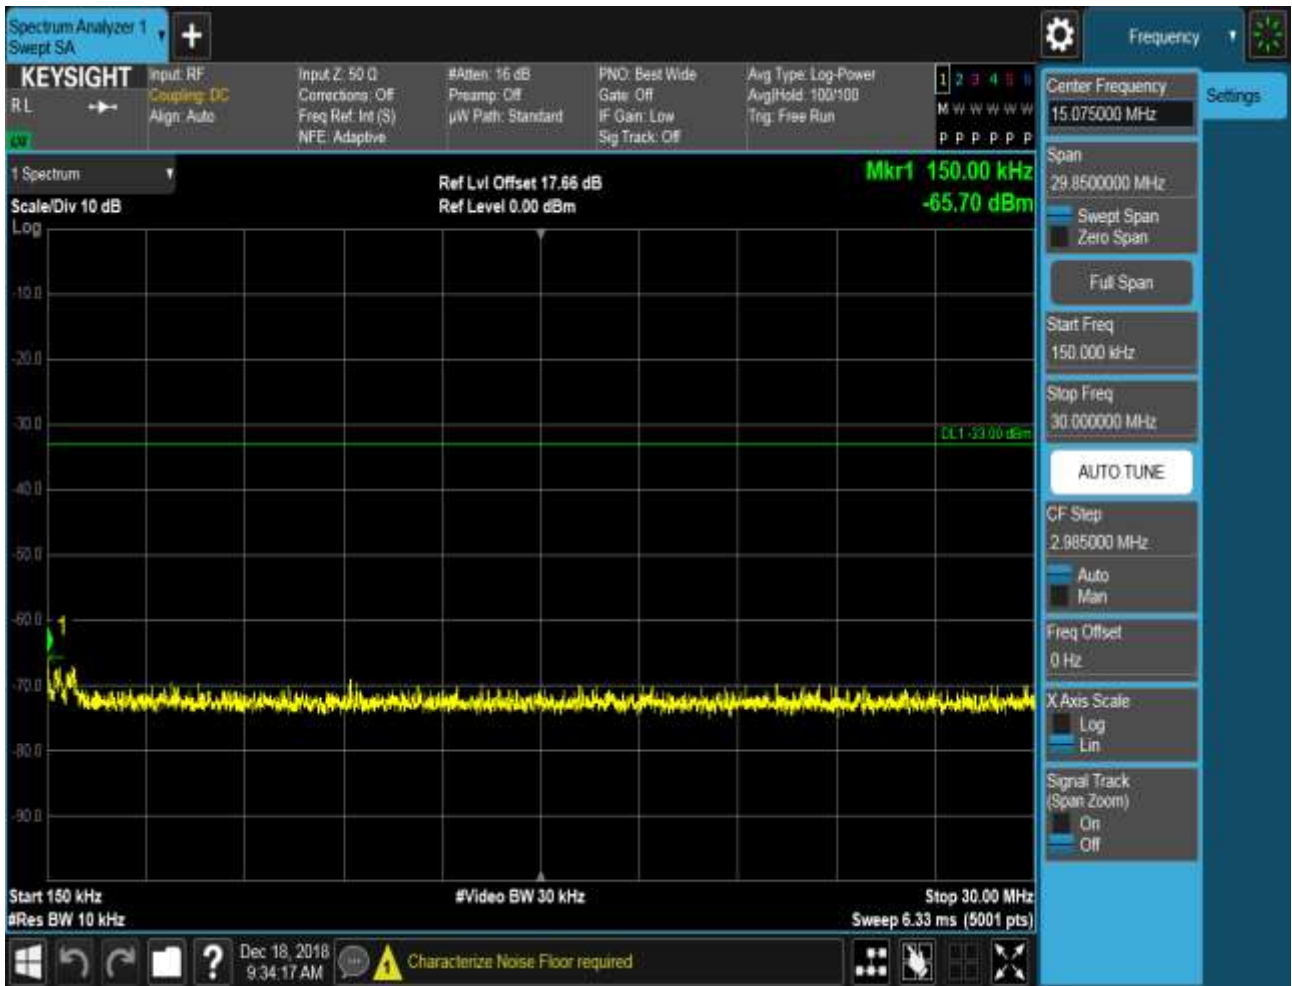 Spectrum Analyzer 1
Swept SA
Frequency
KEYSIGHT
R L
Input: RF
Coupling: DC
Align: Auto
Input Z: 50 Ω
Corrections: Off
Freq Ref: Int (S)
NFE: Adaptive
#Atten: 16 dB
Preamp: Off
µW Path: Standard
PNO: Best Wide
Gate: Off
IF Gain: Low
Sig Track: Off
Avg Type: Log-Power
Avg|Hold: 100/100
Trig: Free Run
1 2 3 4 5 6
M W W W W W
P P P P P P
1 Spectrum
Scale/Div 10 dB
Log
Ref Lvl Offset 17.66 dB
Ref Level 0.00 dBm
Mkr1 150.00 kHz
-65.70 dBm
-10.0
-20.0
-30.0
DL1 -33.00 dBm
-40.0
-50.0
-60.0
1
-70.0
-80.0
-90.0
Start 150 kHz
#Res BW 10 kHz
#Video BW 30 kHz
Stop 30.00 MHz
Sweep 6.33 ms (5001 pts)
Center Frequency
15.075000 MHz
Settings
Span
29.8500000 MHz
Swept Span
Zero Span
Full Span
Start Freq
150.000 kHz
Stop Freq
30.000000 MHz
AUTO TUNE
CF Step
2.985000 MHz
Auto
Man
Freq Offset
0 Hz
X Axis Scale
Log
Lin
Signal Track
(Span Zoom)
On
Off
?
Dec 18, 2018
9:34:17 AM
1
Characterize Noise Floor required